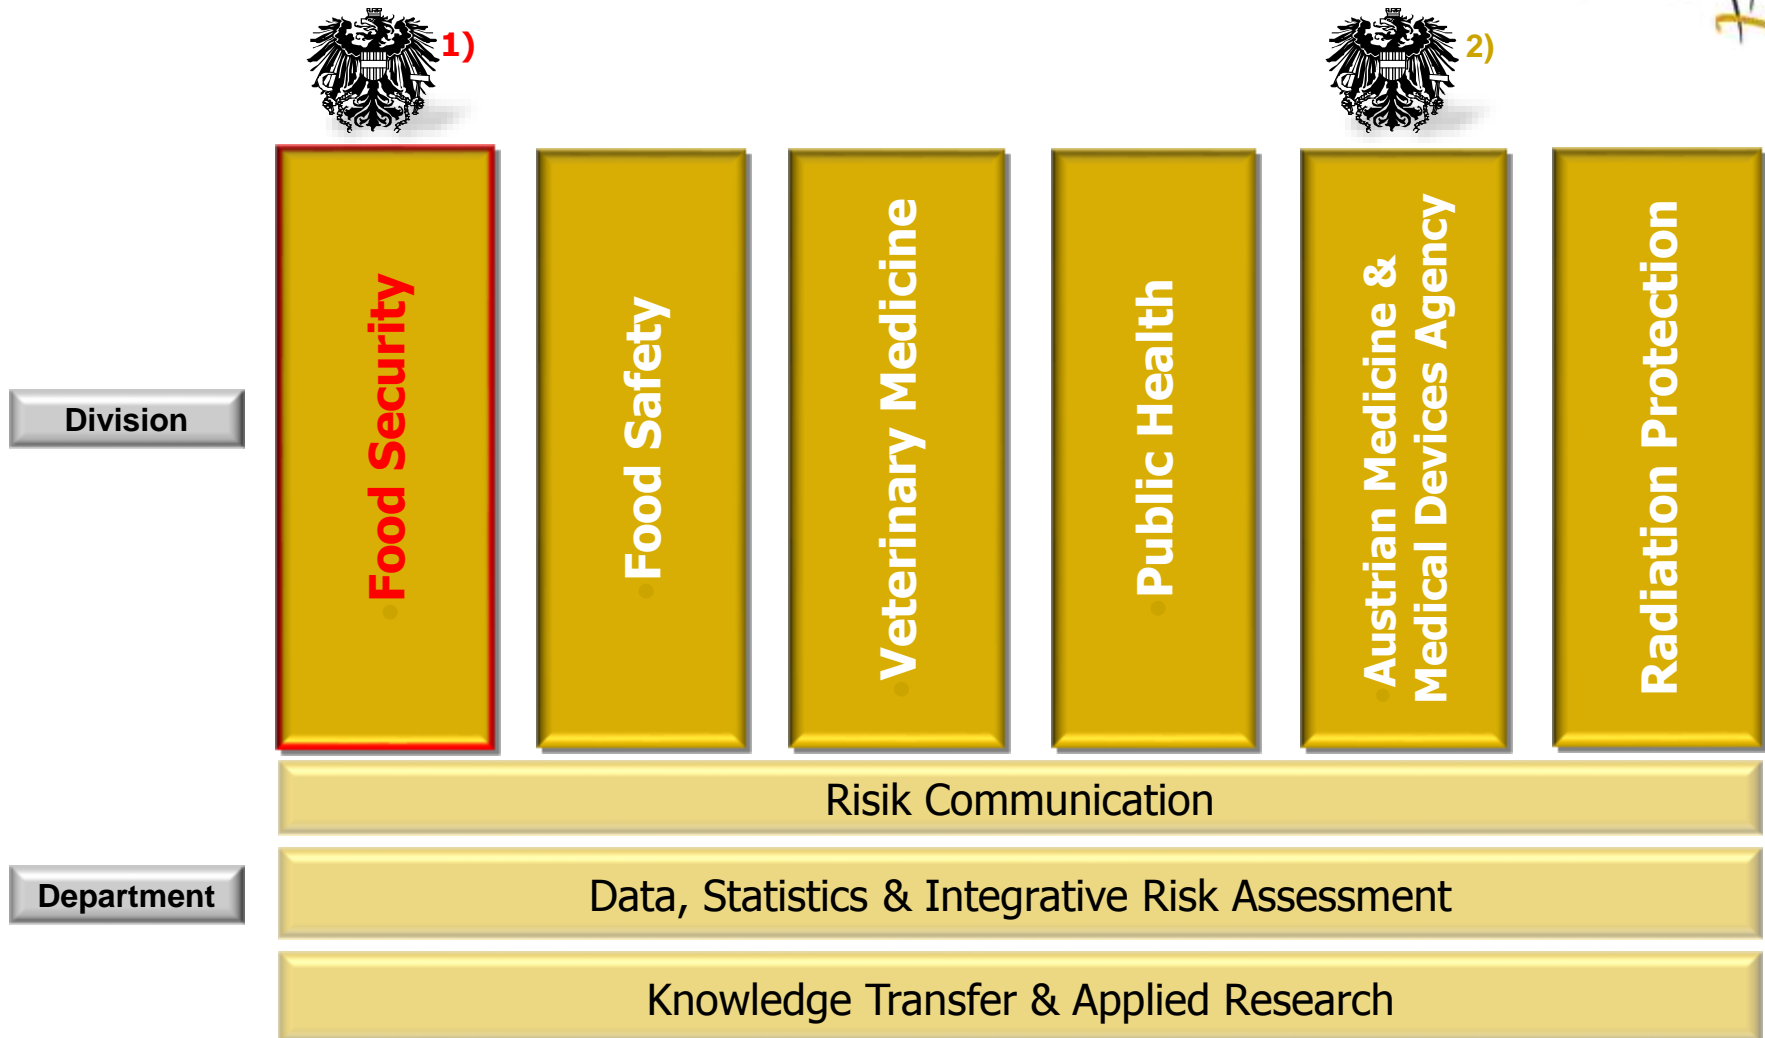 1)
2)
Division
Food Security
Food Safety
Veterinary Medicine
Public Health
Austrian Medicine &
Medical Devices Agency
Radiation Protection
Risik Communication
Department
Data, Statistics & Integrative Risk Assessment
Knowledge Transfer & Applied Research